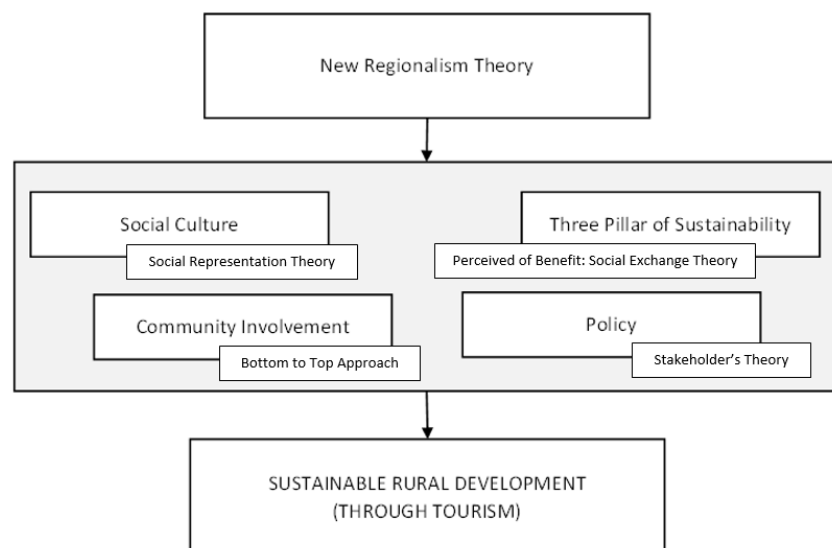 New Regionalism Theory
Social Culture
Social Representation Theory
Three Pillar of Sustainability
Perceived of Benefit: Social Exchange Theory
Community Involvement
Bottom to Top Approach
Policy
Stakeholder’s Theory
SUSTAINABLE RURAL DEVELOPMENT
(THROUGH TOURISM)